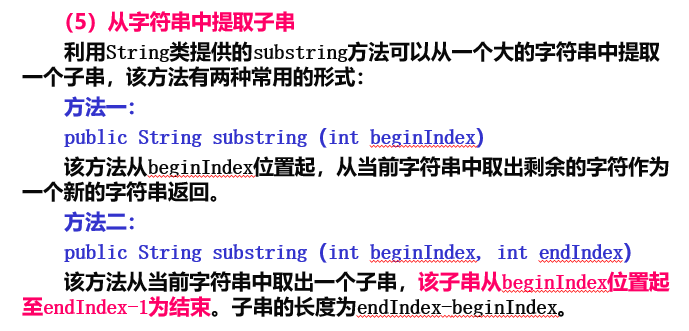 （5）从字符串中提取子串
利用String类提供的substring方法可以从一个大的字符串中提取
一个子串，该方法有两种常用的形式：
方法一：
public String substring（int beginIndex）
该方法从beginIndex位置起，从当前字符串中取出剩余的字符作为
一个新的字符串返回。
方法二：
public String substring（int beginIndex, int endIndex）
该方法从当前字符串中取出一个子串，该子串从beginIndex位置起
至endIndex-1为结束。子串的长度为endIndex-beginIndex。